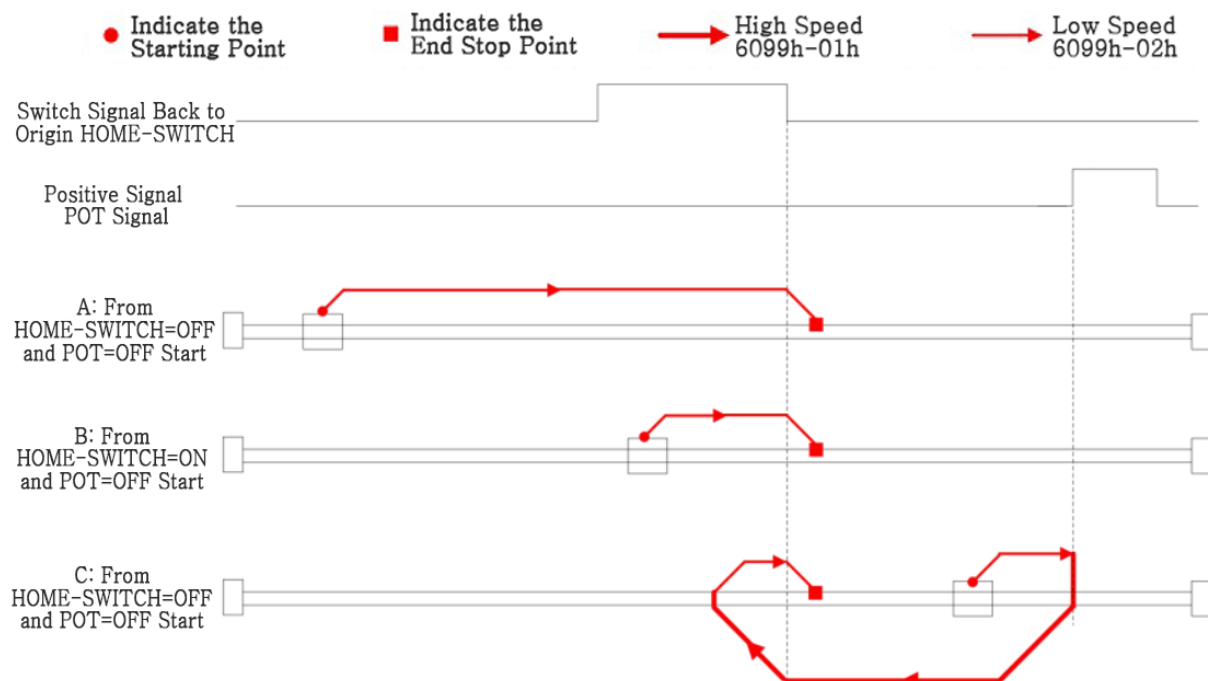 Indicate the
Starting Point
Indicate the
End Stop Point
High Speed
6099h-01h
Low Speed
6099h-02h
Switch Signal Back to
Origin HOME-SWITCH
Positive Signal
POT Signal
A: From
HOME-SWITCH=OFF
and POT=OFF Start
B: From
HOME-SWITCH=ON
and POT=OFF Start
C: From
HOME-SWITCH=OFF
and POT=OFF Start